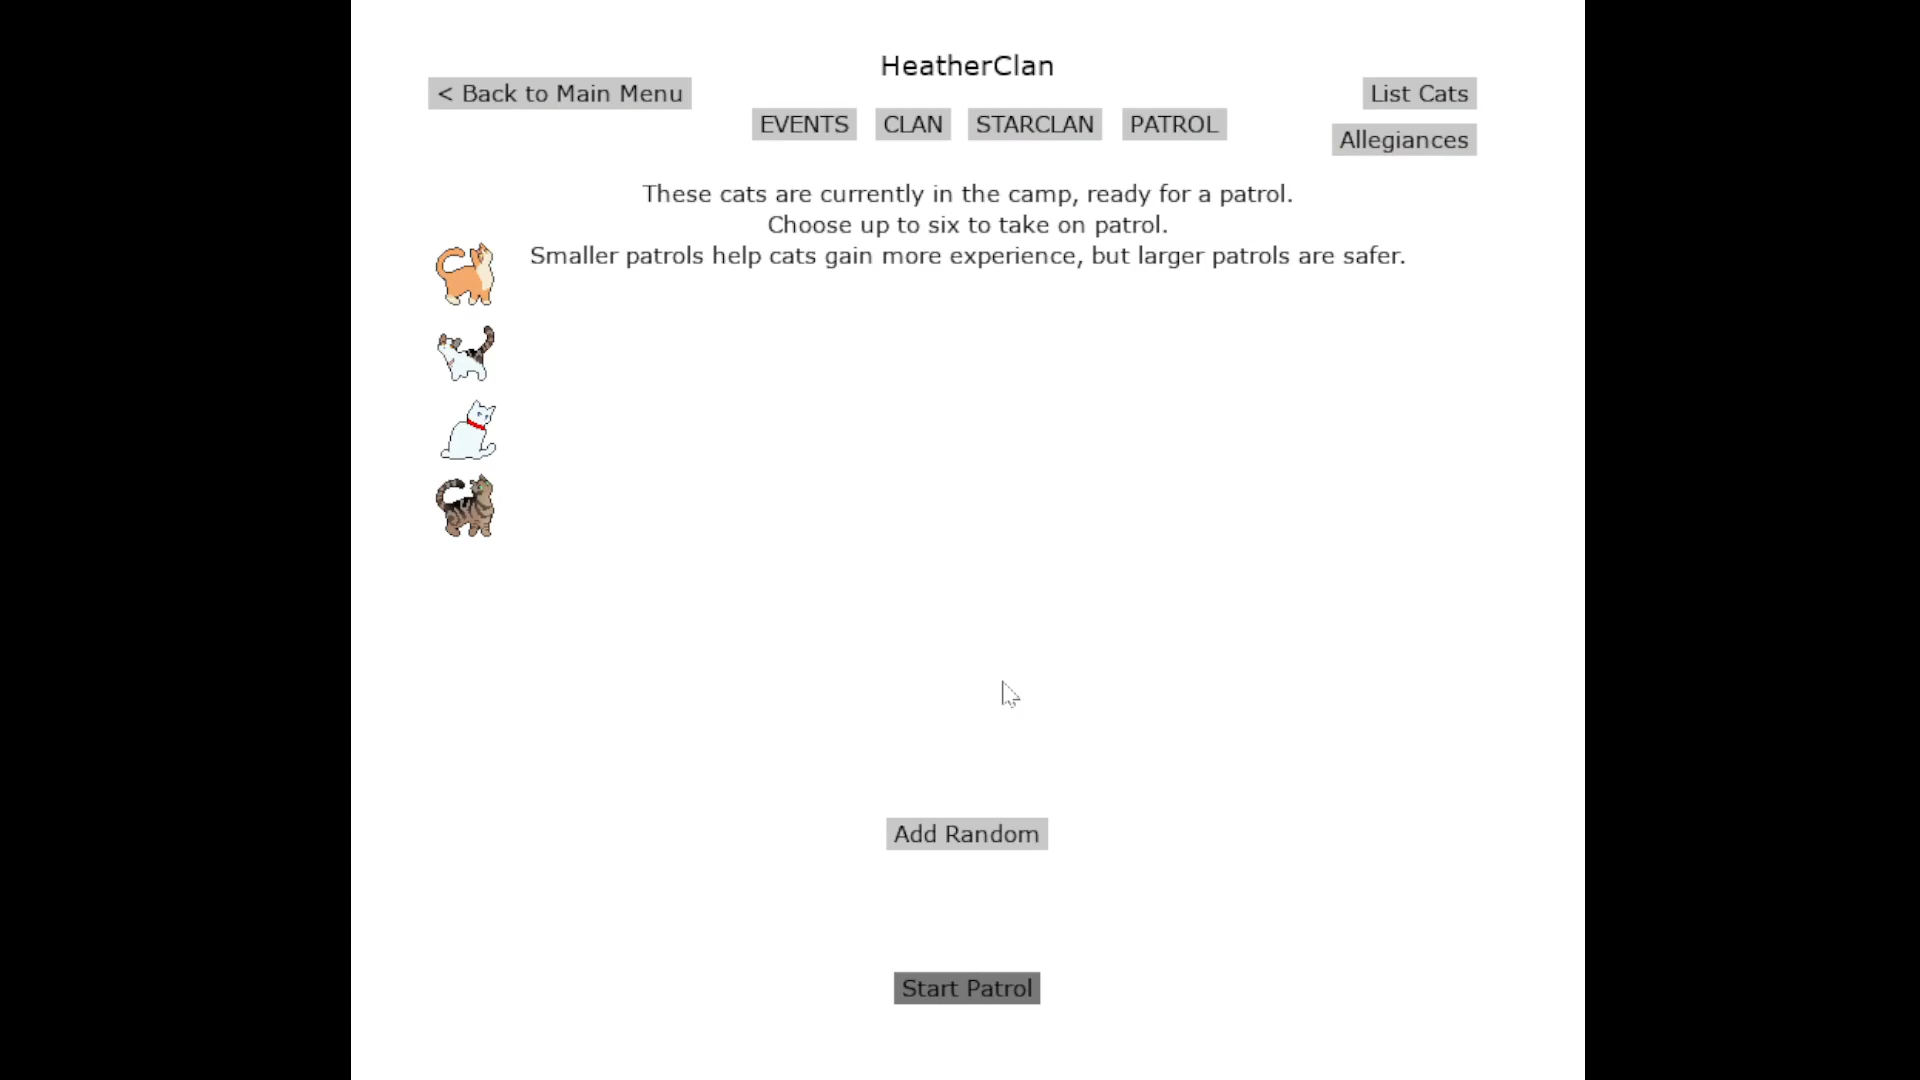 HeatherClan
< Back to Main Menu
List Cats
EVENTS
CLAN
STARCLAN
PATROL
Allegiances
These cats are currently in the camp, ready for a patrol.
Choose up to six to take on patrol.
Smaller patrols help cats gain more experience, but larger patrols are safer.
Add Random
Start Patrol